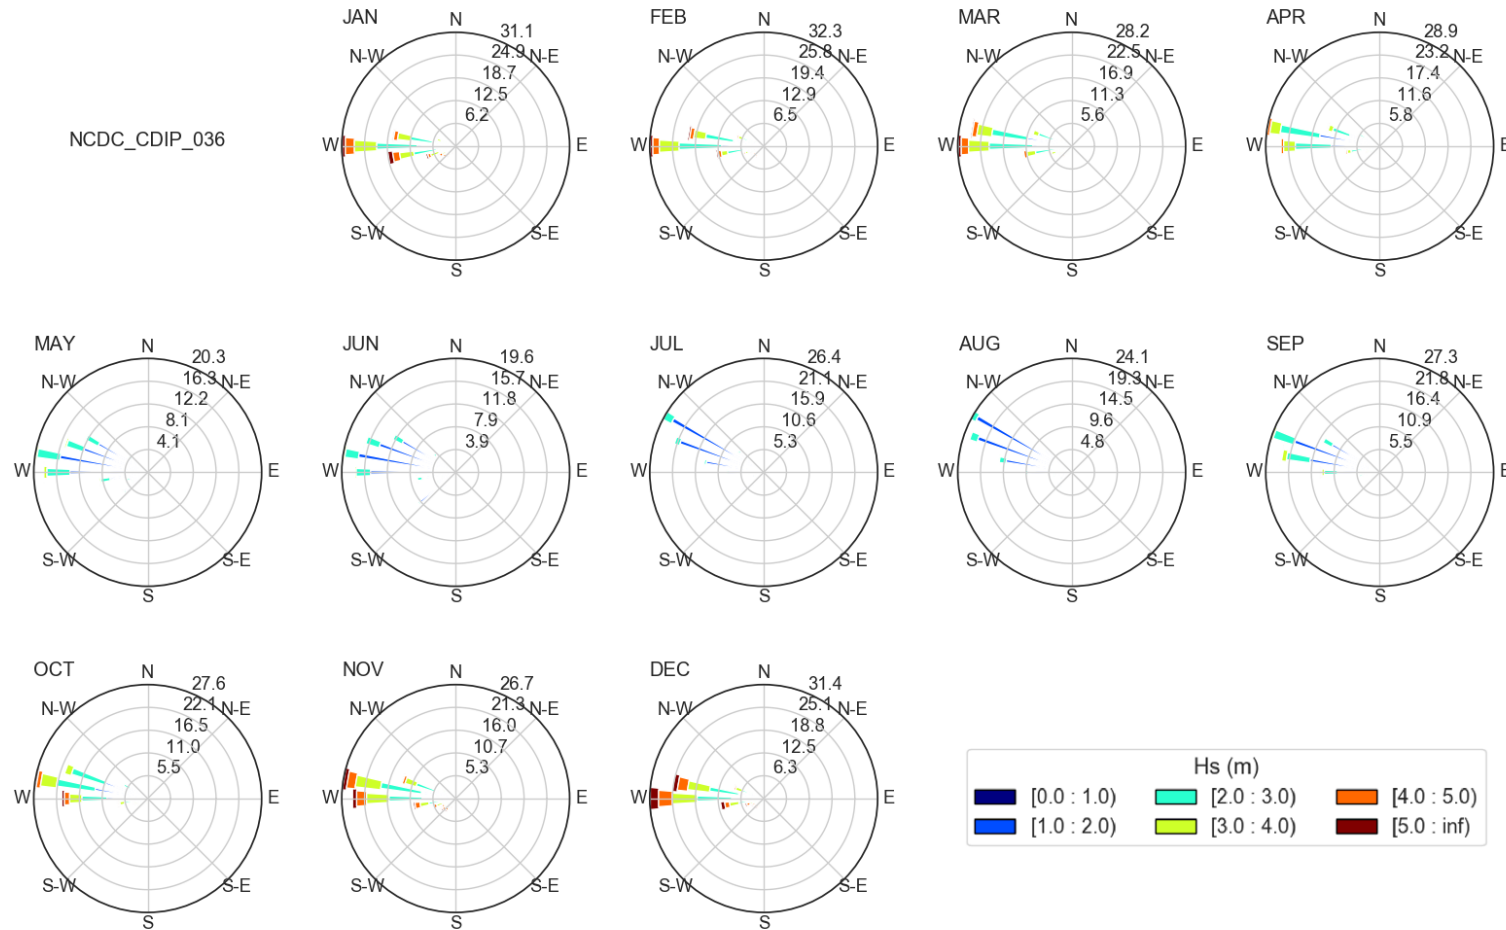 NCDC_CDIP_036
JAN
N
31.1
24.9
18.7
12.5
6.2
N-W
N-E
W
E
S-W
S-E
S
FEB
N
32.3
25.8
19.4
12.9
6.5
N-W
N-E
W
E
S-W
S-E
S
MAR
N
28.2
22.5
16.9
11.3
5.6
N-W
N-E
W
E
S-W
S-E
S
APR
N
28.9
23.2
17.4
11.6
5.8
N-W
N-E
W
E
S-W
S-E
S
MAY
N
20.3
16.3
12.2
8.1
4.1
N-W
N-E
W
E
S-W
S-E
S
JUN
N
19.6
15.7
11.8
7.9
3.9
N-W
N-E
W
E
S-W
S-E
S
JUL
N
26.4
21.1
15.9
10.6
5.3
N-W
N-E
W
E
S-W
S-E
S
AUG
N
24.1
19.3
14.5
9.6
4.8
N-W
N-E
W
E
S-W
S-E
S
SEP
N
27.3
21.8
16.4
10.9
5.5
N-W
N-E
W
E
S-W
S-E
S
OCT
N
27.6
22.1
16.5
11.0
5.5
N-W
N-E
W
E
S-W
S-E
S
NOV
N
26.7
21.3
16.0
10.7
5.3
N-W
N-E
W
E
S-W
S-E
S
DEC
N
31.4
25.1
18.8
12.5
6.3
N-W
N-E
W
E
S-W
S-E
S
Hs (m)
[0.0 : 1.0)
[2.0 : 3.0)
[4.0 : 5.0)
[1.0 : 2.0)
[3.0 : 4.0)
[5.0 : inf)